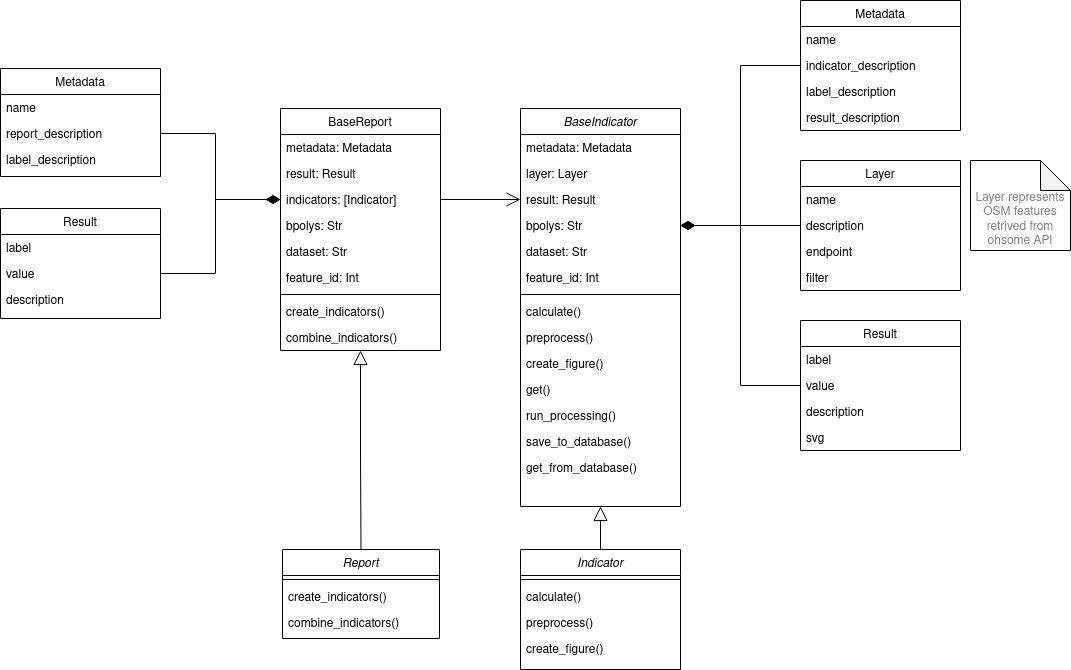 Metadata
name
report_description
label_description
Result
label
value
description
BaseReport
metadata: Metadata
result: Result
indicators: [Indicator]
bpolys: Str
dataset: Str
feature_id: Int
create_indicators()
combine_indicators()
Report
create_indicators()
combine_indicators()
BaseIndicator
metadata: Metadata
layer: Layer
result: Result
bpolys: Str
dataset: Str
feature_id: Int
calculate()
preprocess()
create_figure()
get()
run_processing()
save_to_database()
get_from_database()
Indicator
calculate()
preprocess()
create_figure()
Metadata
name
indicator_description
label_description
result_description
Layer
name
description
endpoint
filter
Layer represents
OSM features
retrived from
ohsome API
Result
label
value
description
svg